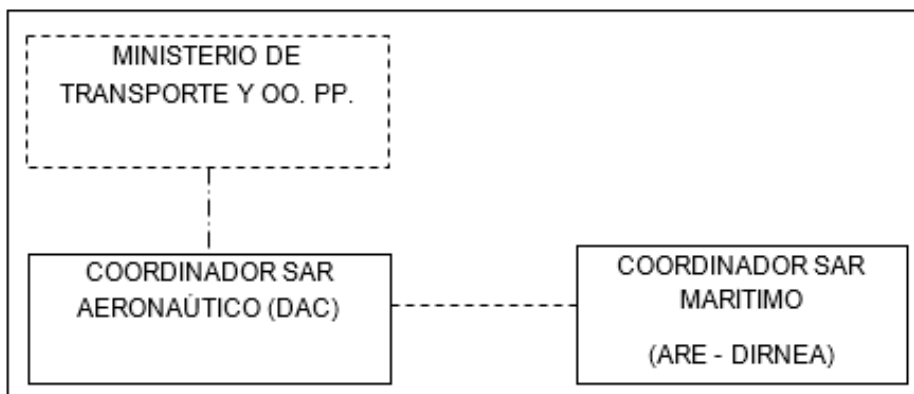 MINISTERIO DE
TRANSPORTE Y OO. PP.
COORDINADOR SAR
AERONAÚTICO (DAC)
COORDINADOR SAR
MARITIMO
(ARE - DIRNEA)